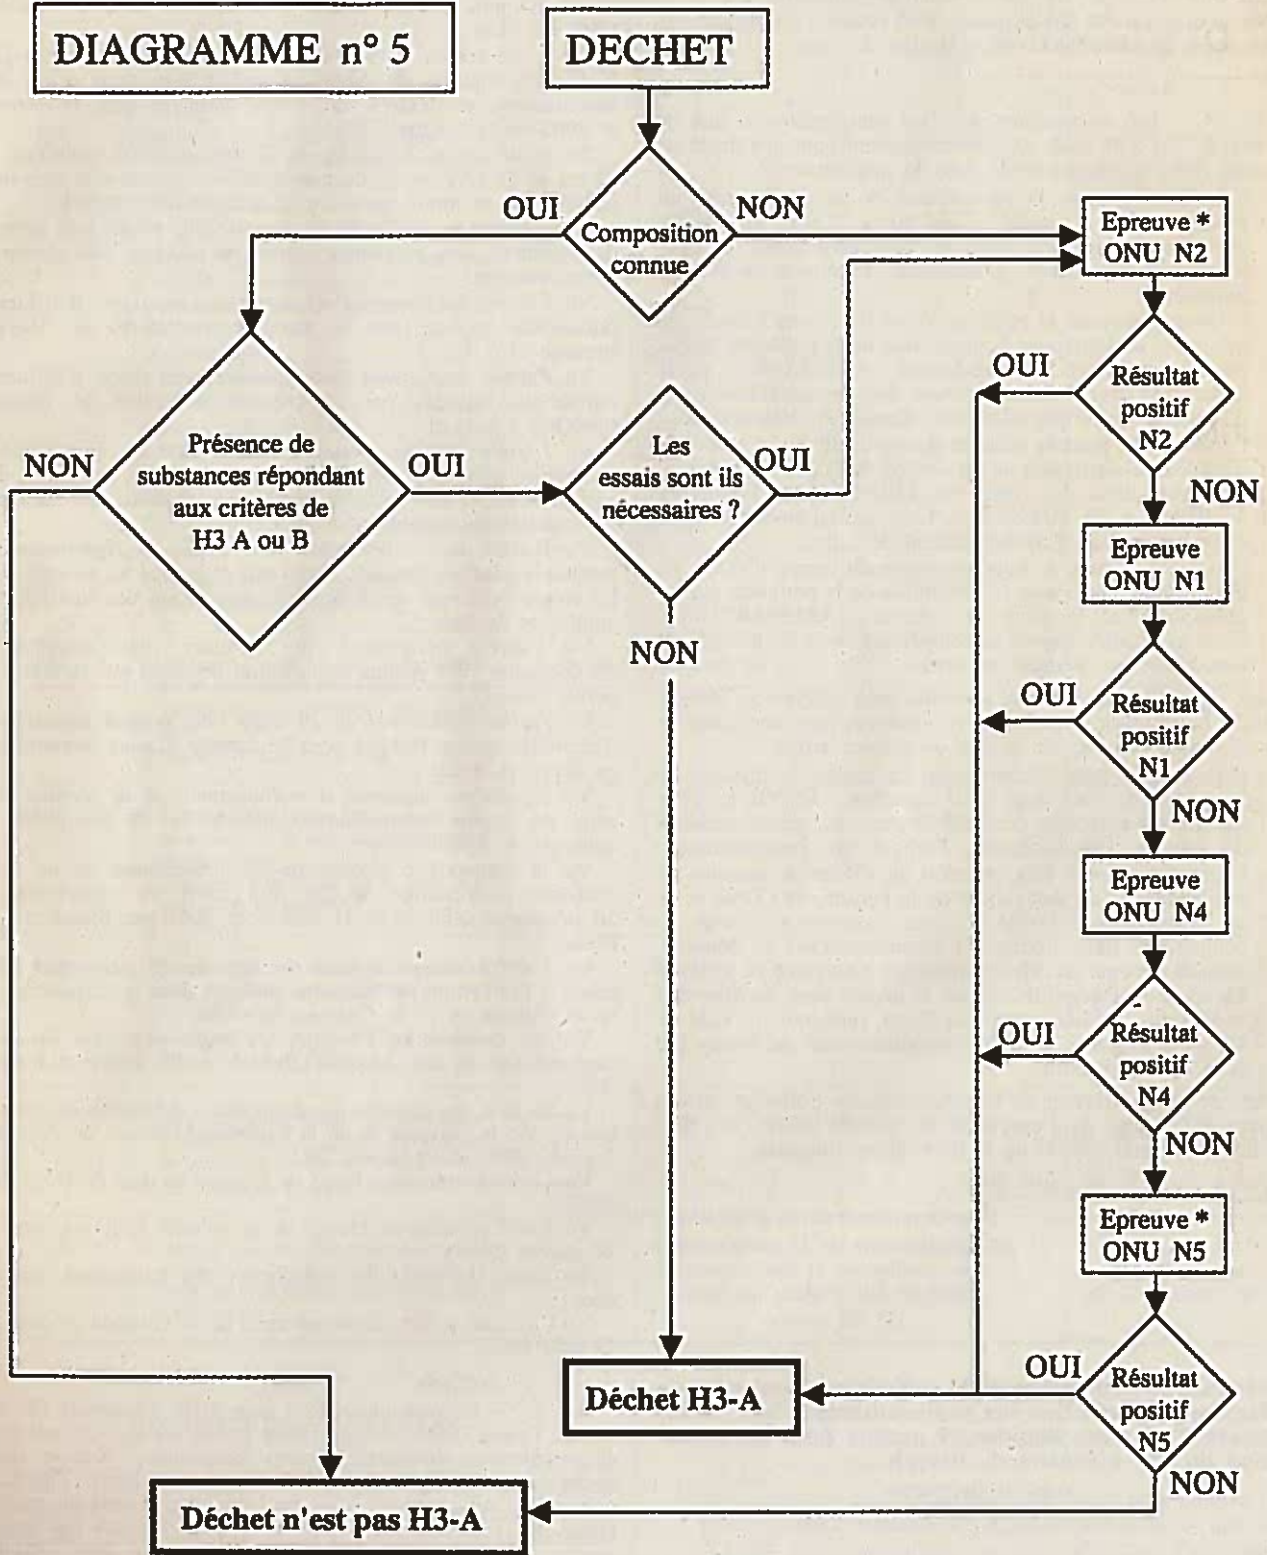 DIAGRAMME n° 5
DECHET
OUI
NON
Composition
connue
Epreuve *
ONU N2
OUI
Résultat
positif
N2
NON
NON
Présence de
substances répondant
aux critères de
H3 A ou B
OUI
Les
essais sont ils
nécessaires ?
OUI
NON
Epreuve
ONU N1
OUI
Résultat
positif
N1
NON
Epreuve
ONU N4
OUI
Résultat
positif
N4
NON
Epreuve *
ONU N5
OUI
Résultat
positif
N5
NON
Déchet H3-A
Déchet n'est pas H3-A